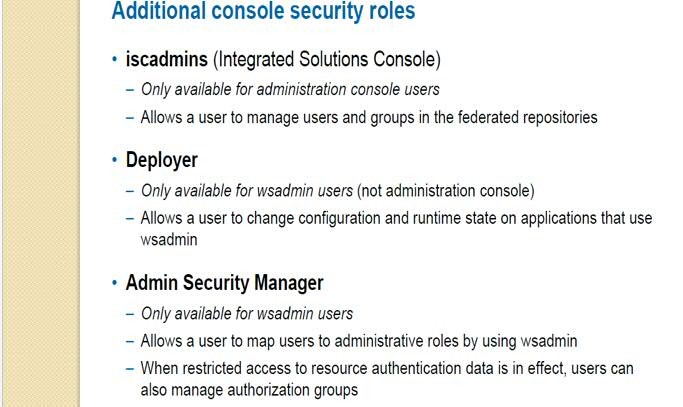 Additional console security roles
• iscadmins (Integrated Solutions Console)
– Only available for administration console users
– Allows a user to manage users and groups in the federated repositories
• Deployer
– Only available for wsadmin users (not administration console)
– Allows a user to change configuration and runtime state on applications that use
wsadmin
• Admin Security Manager
– Only available for wsadmin users
– Allows a user to map users to administrative roles by using wsadmin
– When restricted access to resource authentication data is in effect, users can
also manage authorization groups